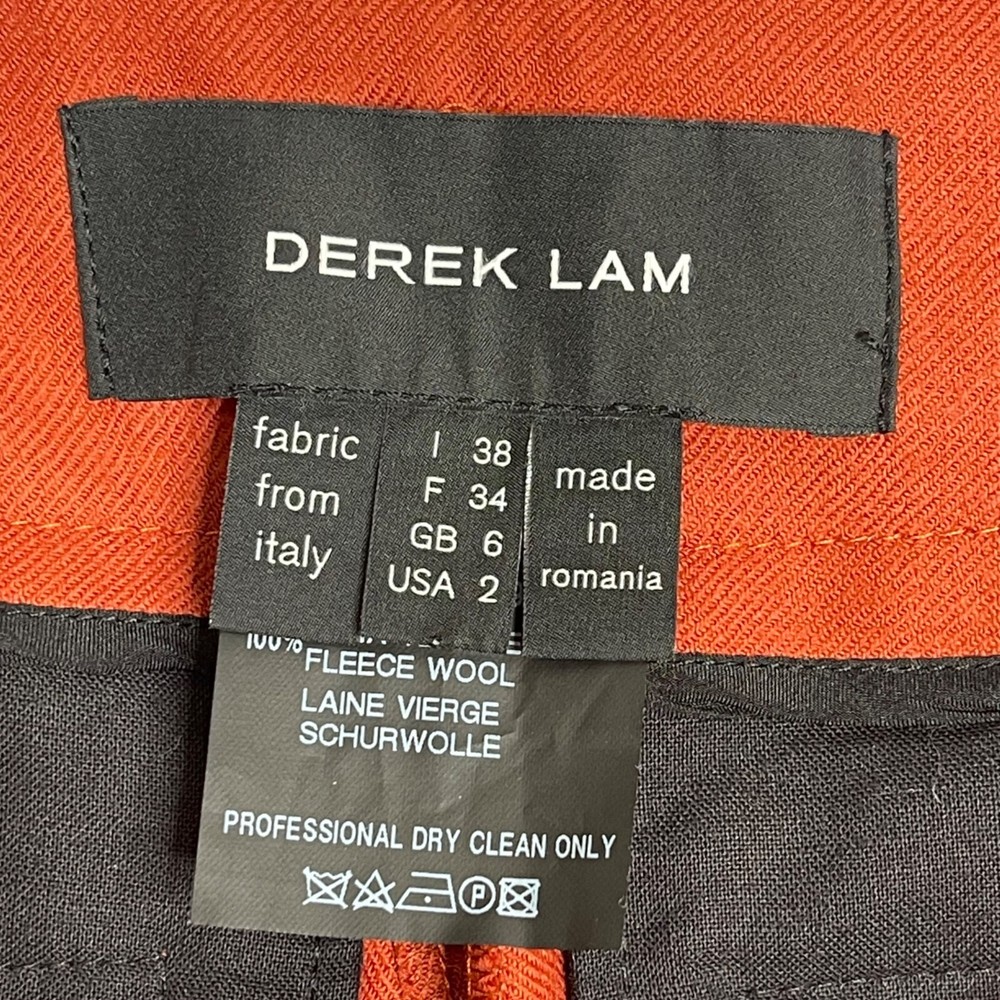 DEREK LAM
fabric
from
italy
I 38
F 34
GB 6
USA 2
made
in
romania
100%
FLEECE WOOL
LAINE VIERGE
SCHURWOLLE
PROFESSIONAL DRY CLEAN ONLY
P